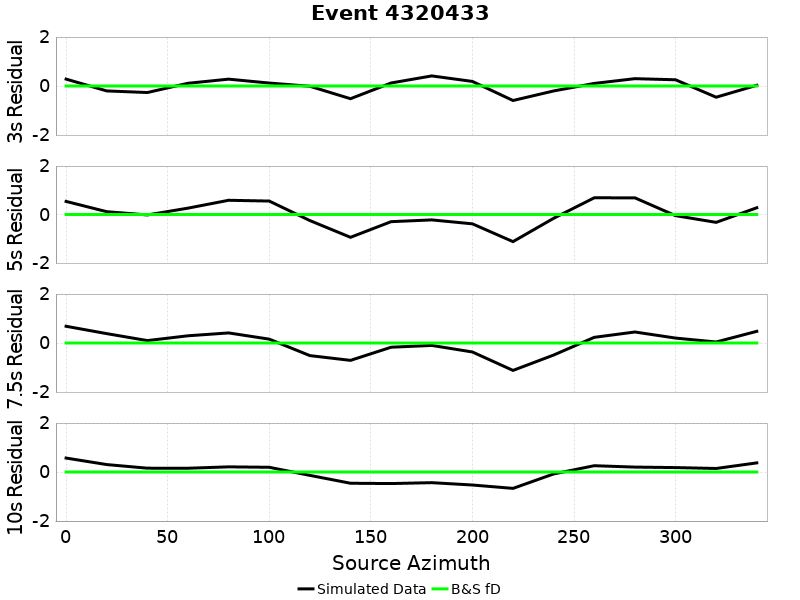 Event 4320433
3s Residual
2
0
-2
5s Residual
2
0
-2
7.5s Residual
2
0
-2
10s Residual
2
0
-2
0 50 100 150 200 250 300
Source Azimuth
Simulated Data B&S fD